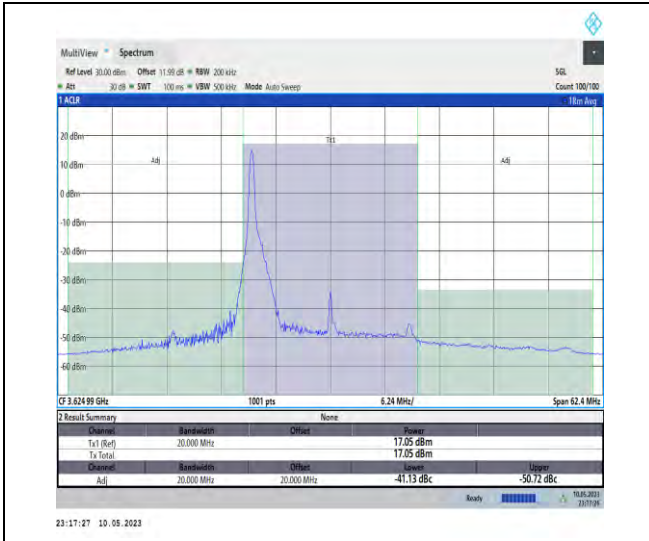 MultiView Spectrum
Ref Level 30.00 dBm Offset 11.99 dB RBW 200 kHz SGL
Att 30 dB SWT 100 ms VBW 500 kHz Mode Auto Sweep Count 100/100
1 ACLR 1Rm Avg
Tx1
20 dBm
Adj Adj
10 dBm
0 dBm
-10 dBm
-20 dBm
-30 dBm
-40 dBm
-50 dBm
-60 dBm
CF 3.624 99 GHz 1001 pts 6.24 MHz/ Span 62.4 MHz
2 Result Summary None
Channel Bandwidth Offset Power
Tx1 (Ref) 20.000 MHz 17.05 dBm
Tx Total 17.05 dBm
Channel Bandwidth Offset Lower Upper
Adj 20.000 MHz 20.000 MHz -41.13 dBc -50.72 dBc
Ready 10.05.2023
23:17:26
23:17:27 10.05.2023